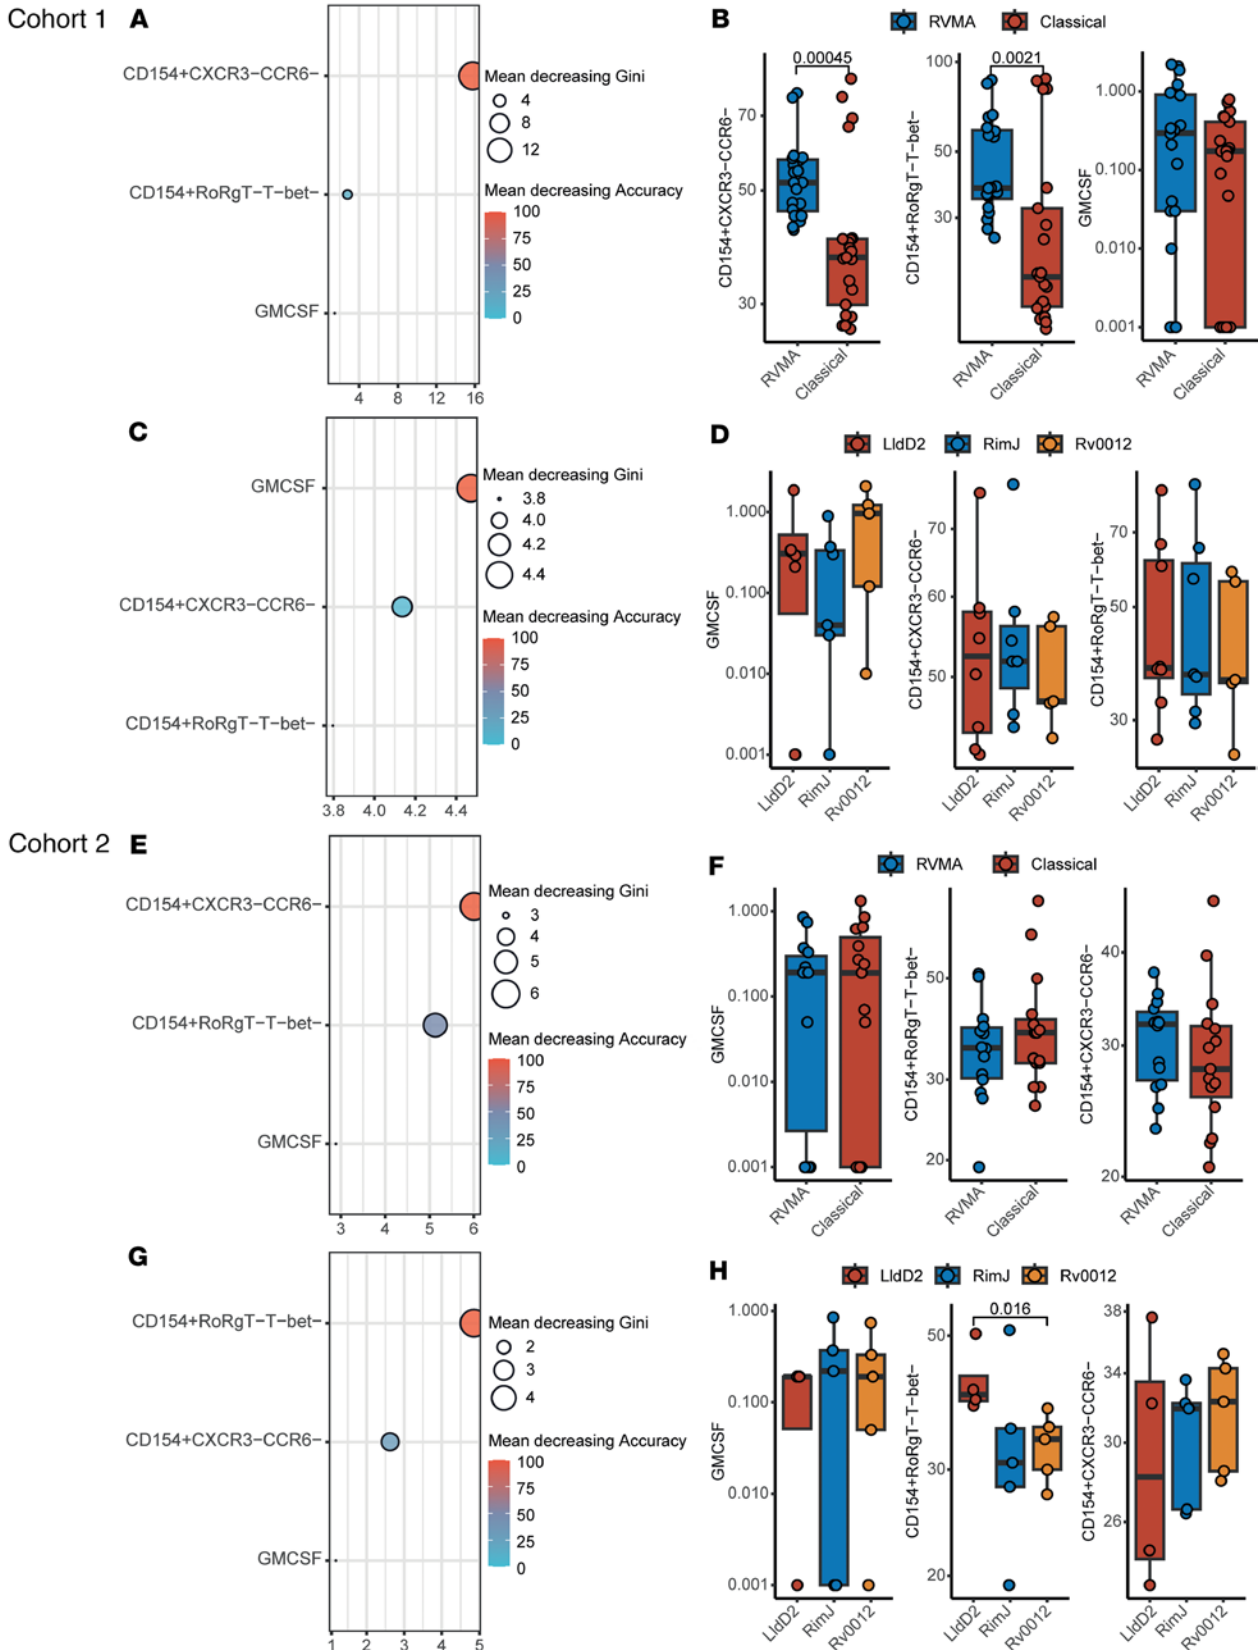 Cohort 1
A
CD154+CXCR3−CCR6−
CD154+RoRgT−T−bet−
GMCSF
4 8 12 16
Mean decreasing Gini
4
8
12
Mean decreasing Accuracy
100
75
50
25
0
B
RVMA Classical
0.00045
CD154+CXCR3−CCR6−
70
50
30
RVMA Classical
0.0021
CD154+RoRgT−T−bet−
100
50
30
RVMA Classical
GMCSF
1.000
0.100
0.010
0.001
RVMA Classical
C
GMCSF
CD154+CXCR3−CCR6−
CD154+RoRgT−T−bet−
3.8 4.0 4.2 4.4
Mean decreasing Gini
3.8
4.0
4.2
4.4
Mean decreasing Accuracy
100
75
50
25
0
D
LldD2 RimJ Rv0012
GMCSF
1.000
0.100
0.010
0.001
LldD2 RimJ Rv0012
CD154+CXCR3−CCR6−
70
60
50
LldD2 RimJ Rv0012
CD154+RoRgT−T−bet−
70
50
30
LldD2 RimJ Rv0012
Cohort 2
E
CD154+CXCR3−CCR6−
CD154+RoRgT−T−bet−
GMCSF
3 4 5 6
Mean decreasing Gini
3
4
5
6
Mean decreasing Accuracy
100
75
50
25
0
F
RVMA Classical
GMCSF
1.000
0.100
0.010
0.001
RVMA Classical
CD154+RoRgT−T−bet−
50
30
20
RVMA Classical
CD154+CXCR3−CCR6−
40
30
20
RVMA Classical
G
CD154+RoRgT−T−bet−
CD154+CXCR3−CCR6−
GMCSF
1 2 3 4 5
Mean decreasing Gini
2
3
4
Mean decreasing Accuracy
100
75
50
25
0
H
LldD2 RimJ Rv0012
GMCSF
1.000
0.100
0.010
0.001
LldD2 RimJ Rv0012
0.016
CD154+RoRgT−T−bet−
50
30
20
LldD2 RimJ Rv0012
CD154+CXCR3−CCR6−
38
34
30
26
LldD2 RimJ Rv0012